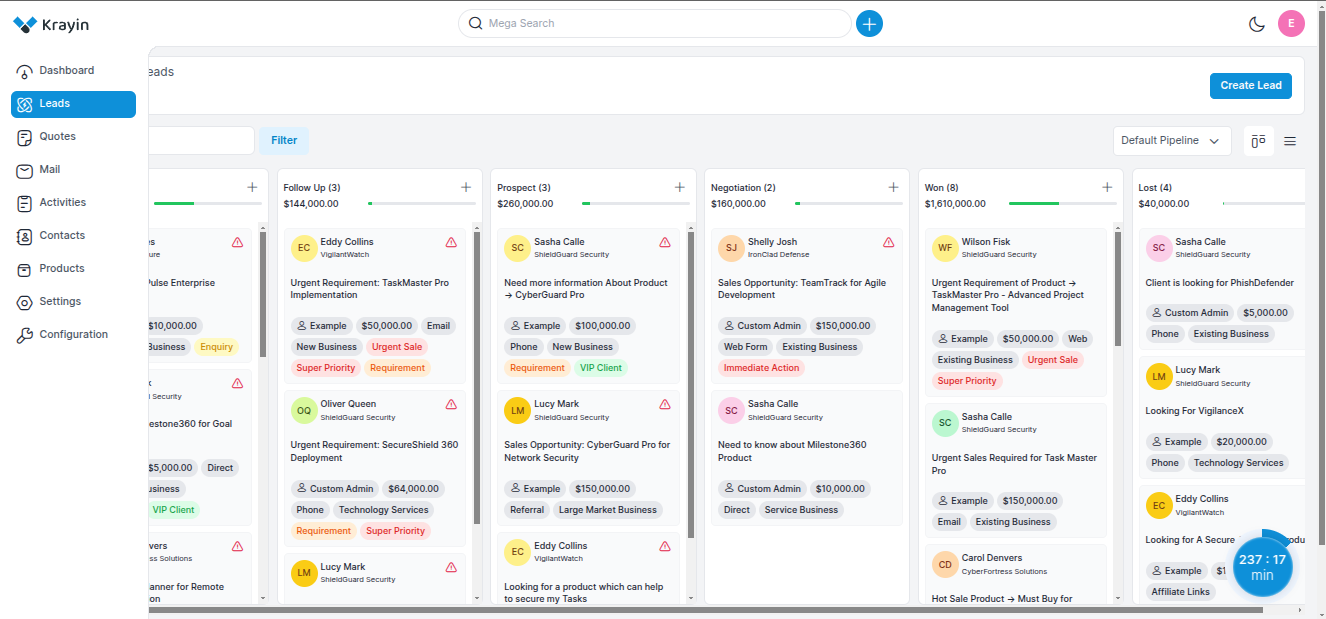 Krayin
Mega Search
E
Dashboard
Leads
Quotes
Mail
Activities
Contacts
Products
Settings
Configuration
eads
Create Lead
Filter
Default Pipeline
es
ure
Pulse Enterprise
$10,000.00
Business Enquiry
k
Security
estone360 for Goal
$5,000.00 Direct
usiness
VIP Client
vers
ss Solutions
anner for Remote
on
Follow Up (3)
$144,000.00
EC Eddy Collins
VigilantWatch
Urgent Requirement: TaskMaster Pro
Implementation
Example $50,000.00 Email
New Business Urgent Sale
Super Priority Requirement
OQ Oliver Queen
ShieldGuard Security
Urgent Requirement: SecureShield 360
Deployment
Custom Admin $64,000.00
Phone Technology Services
Requirement Super Priority
LM Lucy Mark
ShieldGuard Security
Prospect (3)
$260,000.00
SC Sasha Calle
ShieldGuard Security
Need more information About Product
→ CyberGuard Pro
Example $100,000.00
Phone New Business
Requirement VIP Client
LM Lucy Mark
ShieldGuard Security
Sales Opportunity: CyberGuard Pro for
Network Security
Example $150,000.00
Referral Large Market Business
EC Eddy Collins
VigilantWatch
Looking for a product which can help
to secure my Tasks
Negotiation (2)
$160,000.00
SJ Shelly Josh
IronClad Defense
Sales Opportunity: TeamTrack for Agile
Development
Custom Admin $150,000.00
Web Form Existing Business
Immediate Action
SC Sasha Calle
ShieldGuard Security
Need to know about Milestone360
Product
Custom Admin $10,000.00
Direct Service Business
Won (8)
$1,610,000.00
WF Wilson Fisk
ShieldGuard Security
Urgent Requirement of Product →
TaskMaster Pro - Advanced Project
Management Tool
Example $50,000.00 Web
Existing Business Urgent Sale
Super Priority
SC Sasha Calle
ShieldGuard Security
Urgent Sales Required for Task Master
Pro
Example $150,000.00
Email Existing Business
CD Carol Denvers
CyberFortress Solutions
Hot Sale Product → Must Buy for
Lost (4)
$40,000.00
SC Sasha Calle
ShieldGuard Security
Client is looking for PhishDefender
Custom Admin $5,000.00
Phone Existing Business
LM Lucy Mark
ShieldGuard Security
Looking For VigilanceX
Example $20,000.00
Phone Technology Services
EC Eddy Collins
VigilantWatch
Looking for A Secure rodu
Example $1
Affiliate Links
237 : 17
min